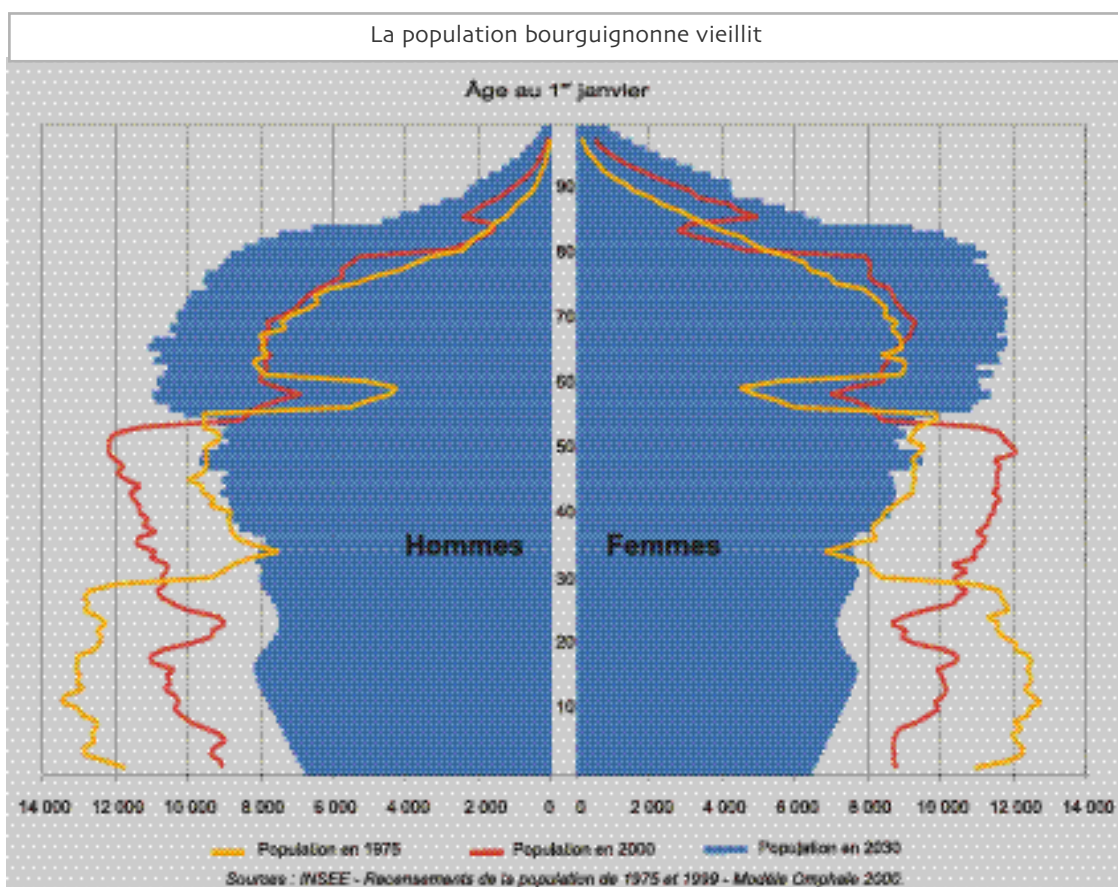 La population bourguignonne vieillit
Âge au 1er janvier
90
80
70
60
50
40
30
20
10
Hommes Femmes
14 000 12 000 10 000 8 000 6 000 4 000 2 000 0 0 2 000 4 000 6 000 8 000 10 000 12 000 14 000
Population en 1975 Population en 2000 Population en 2030
Sources : INSEE - Recensements de la population de 1975 et 1999 - Modèle Omphale 2000.